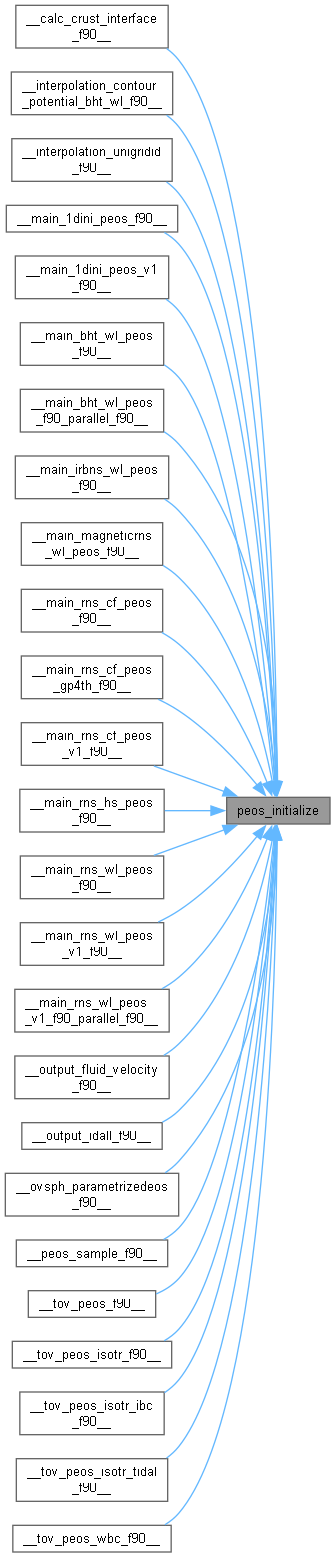 __calc_crust_interface
_f90__
__interpolation_contour
_potential_bht_wl_f90__
__interpolation_unigridid
_f90__
__main_1dini_peos_f90__
__main_1dini_peos_v1
_f90__
__main_bht_wl_peos
_f90__
__main_bht_wl_peos
_f90_parallel_f90__
__main_irbns_wl_peos
_f90__
__main_magneticrns
_wl_peos_f90__
__main_rns_cf_peos
_f90__
__main_rns_cf_peos
_gp4th_f90__
__main_rns_cf_peos
_v1_f90__
__main_rns_hs_peos
_f90__
peos_initialize
__main_rns_wl_peos
_f90__
__main_rns_wl_peos
_v1_f90__
__main_rns_wl_peos
_v1_f90_parallel_f90__
__output_fluid_velocity
_f90__
__output_idall_f90__
__ovsph_parametrizedeos
_f90__
__peos_sample_f90__
__tov_peos_f90__
__tov_peos_isotr_f90__
__tov_peos_isotr_ibc
_f90__
__tov_peos_isotr_tidal
_f90__
__tov_peos_wbc_f90__